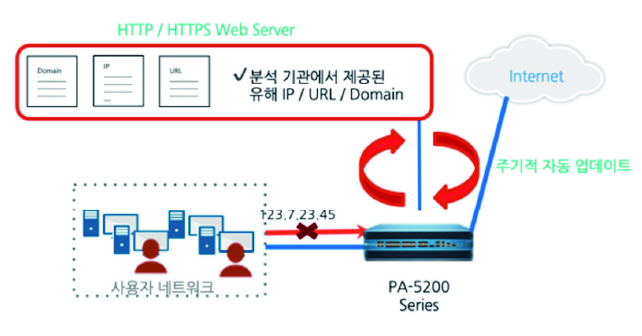 HTTP / HTTPS Web Server
Domain
IP
URL
✓분석 기관에서 제공된
유해 IP / URL / Domain
Internet
주기적 자동 업데이트
123.7.23.45
사용자 네트워크
PA-5200
Series